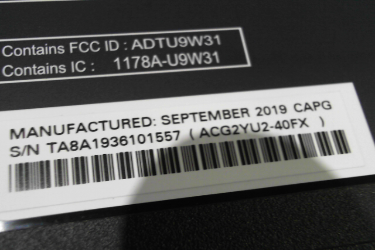 Contains FCC ID : ADTU9W31
Contains IC : 1178A-U9W31
MANUFACTURED: SEPTEMBER 2019 CAPG
S/N TA8A1936101557 ( ACG2YU2-40FX )